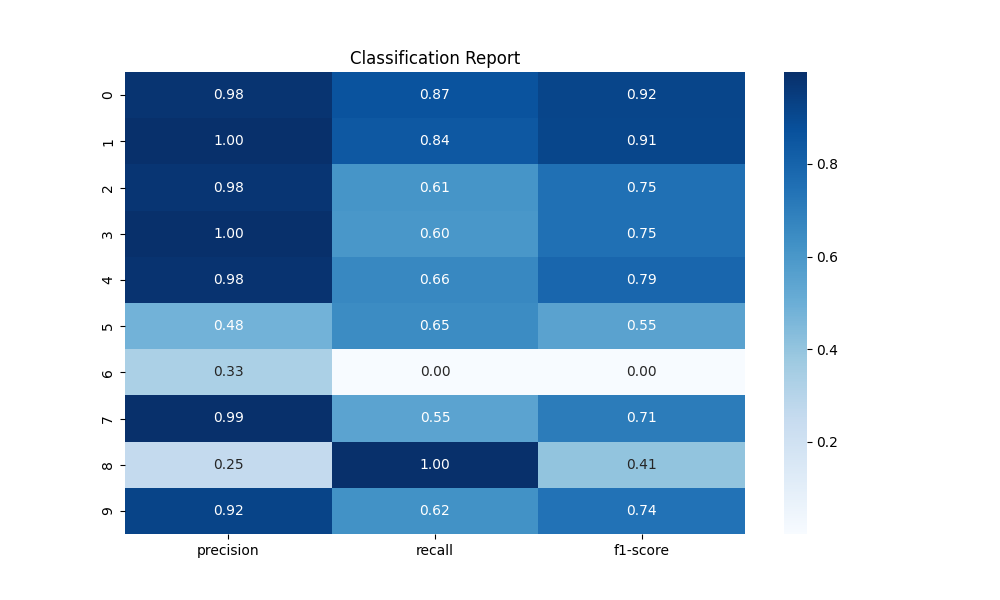 Classification Report
0 0.98 0.87 0.92
1 1.00 0.84 0.91
2 0.98 0.61 0.75
3 1.00 0.60 0.75
4 0.98 0.66 0.79
5 0.48 0.65 0.55
6 0.33 0.00 0.00
7 0.99 0.55 0.71
8 0.25 1.00 0.41
9 0.92 0.62 0.74
precision recall f1-score
0.8
0.6
0.4
0.2